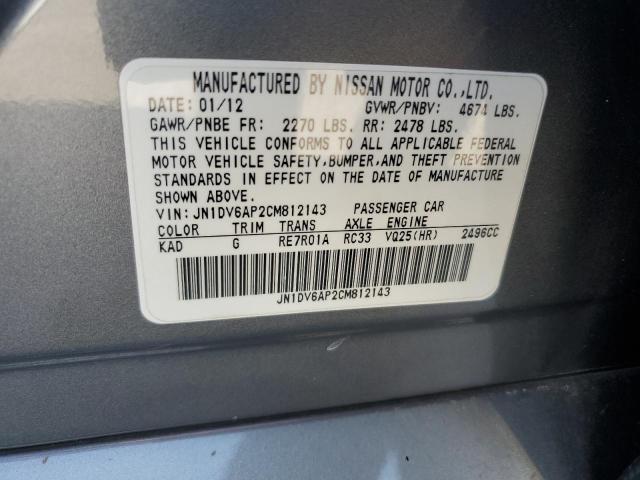 MANUFACTURED BY NISSAN MOTOR CO.,LTD.
DATE: 01/12 GVWR/PNBV: 4674 LBS.
GAWR/PNBE FR: 2270 LBS. RR: 2478 LBS.
THIS VEHICLE CONFORMS TO ALL APPLICABLE FEDERAL
MOTOR VEHICLE SAFETY,BUMPER,AND THEFT PREVENTION
STANDARDS IN EFFECT ON THE DATE OF MANUFACTURE
SHOWN ABOVE.
VIN: JN1DV6AP2CM812143 PASSENGER CAR
COLOR TRIM TRANS AXLE ENGINE
KAD G RE7R01A RC33 VQ25(HR) 2496CC
JN1DV6AP2CM812143